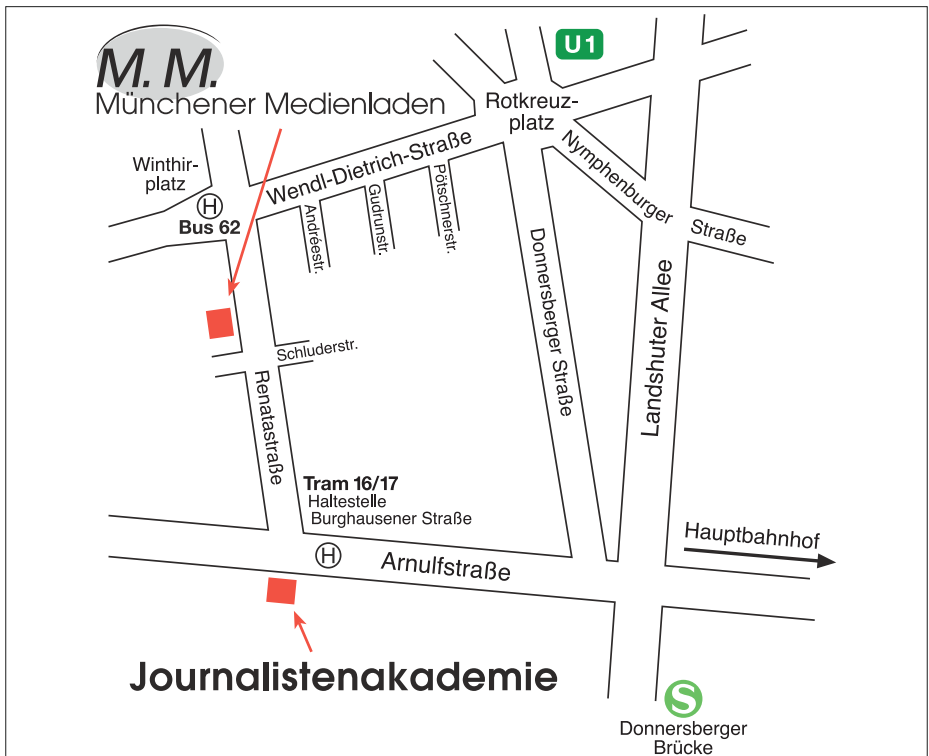 M. M.
Münchener Medienladen
U1
Rotkreuz-
platz
Winthir-
platz
H
Bus 62
Wendl-Dietrich-Straße
Andréestr.
Gudrunstr.
Pötschnerstr.
Nymphenburger
Straße
Donnersberger Straße
Landshuter Allee
Schluderstr.
Renatastraße
Tram 16/17
Haltestelle
Burghausener Straße
H
Arnulfstraße
Hauptbahnhof
Journalistenakademie
S
Donnersberger
Brücke